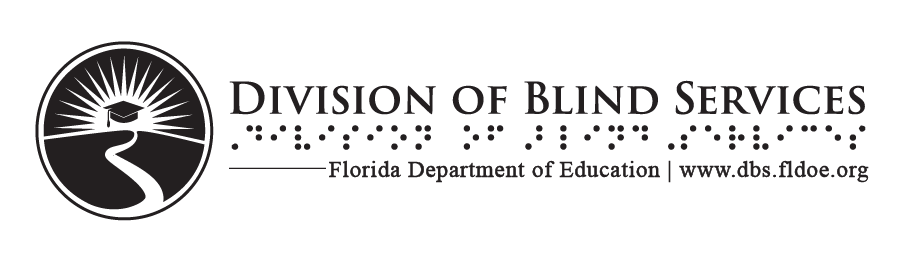 DIVISION OF BLIND SERVICES
⠠⠙⠊⠧⠊⠎⠊⠕⠝ ⠕⠋ ⠠⠃⠇⠊⠝⠙ ⠠⠎⠑⠗⠧⠊⠉⠑⠎
Florida Department of Education | www.dbs.fldoe.org